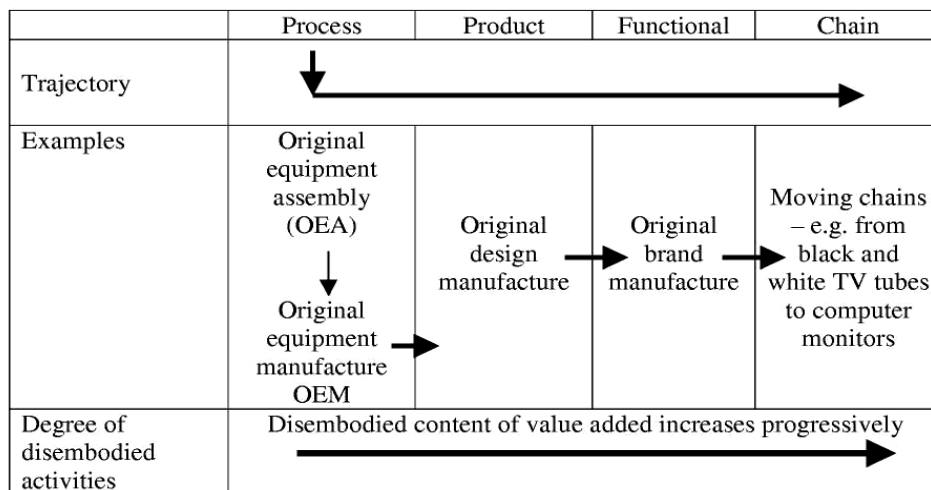 Process Product Functional Chain
Trajectory
Examples
Original
equipment
assembly
(OEA)
Original
equipment
manufacture
OEM
Original
design
manufacture
Original
brand
manufacture
Moving chains
– e.g. from
black and
white TV tubes
to computer
monitors
Degree of
disembodied
activities
Disembodied content of value added increases progressively